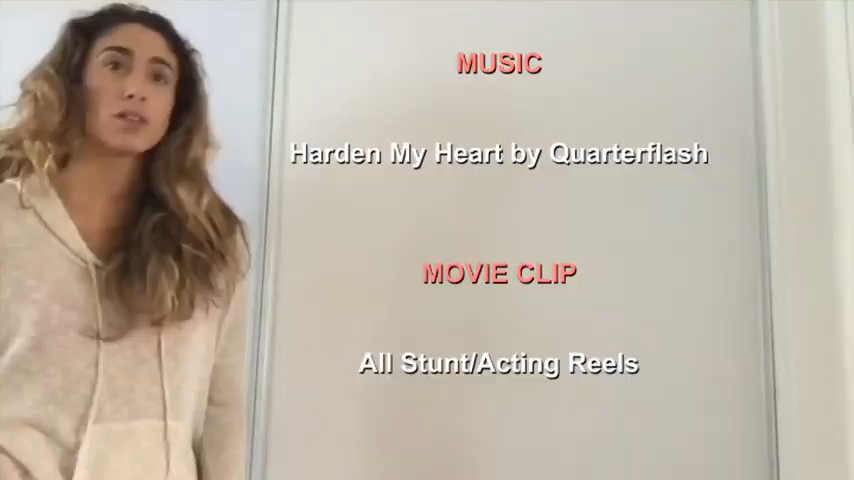 MUSIC
Harden My Heart by Quarterflash
MOVIE CLIP
All Stunt/Acting Reels